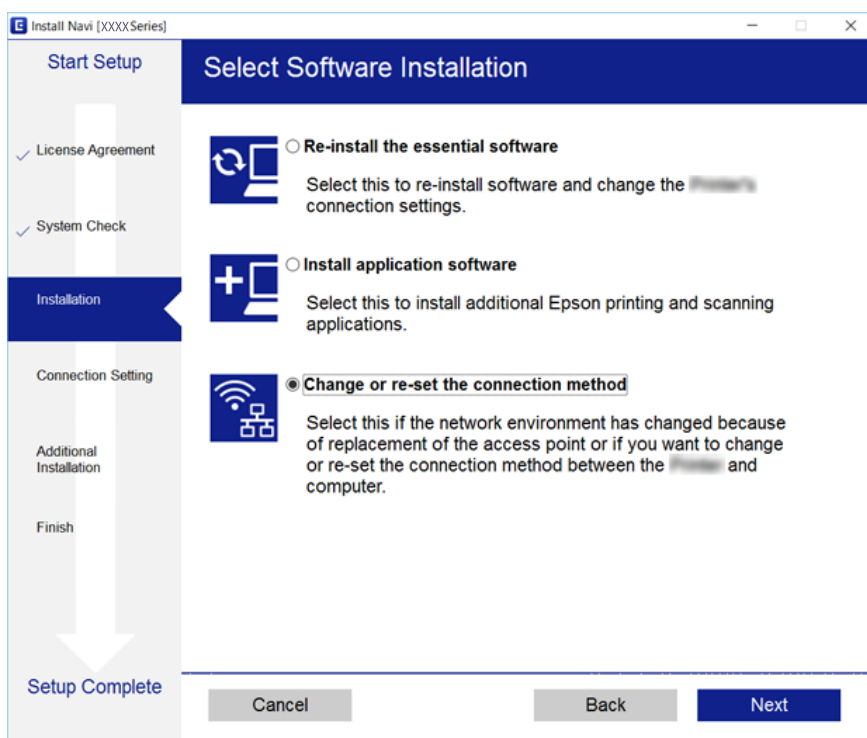 Install Navi [XXXX Series]
Start Setup
License Agreement
System Check
Installation
Connection Setting
Additional
Installation
Finish
Setup Complete
Select Software Installation
Re-install the essential software
Select this to re-install software and change the
connection settings.
Install application software
Select this to install additional Epson printing and scanning
applications.
Change or re-set the connection method
Select this if the network environment has changed because
of replacement of the access point or if you want to change
or re-set the connection method between the and
computer.
Cancel
Back
Next